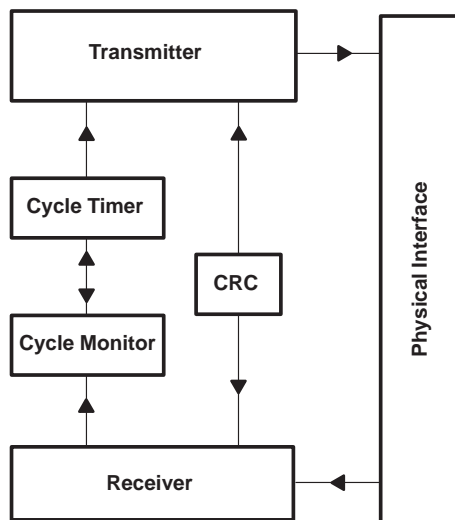 Transmitter
Cycle Timer
CRC
Cycle Monitor
Receiver
Physical Interface